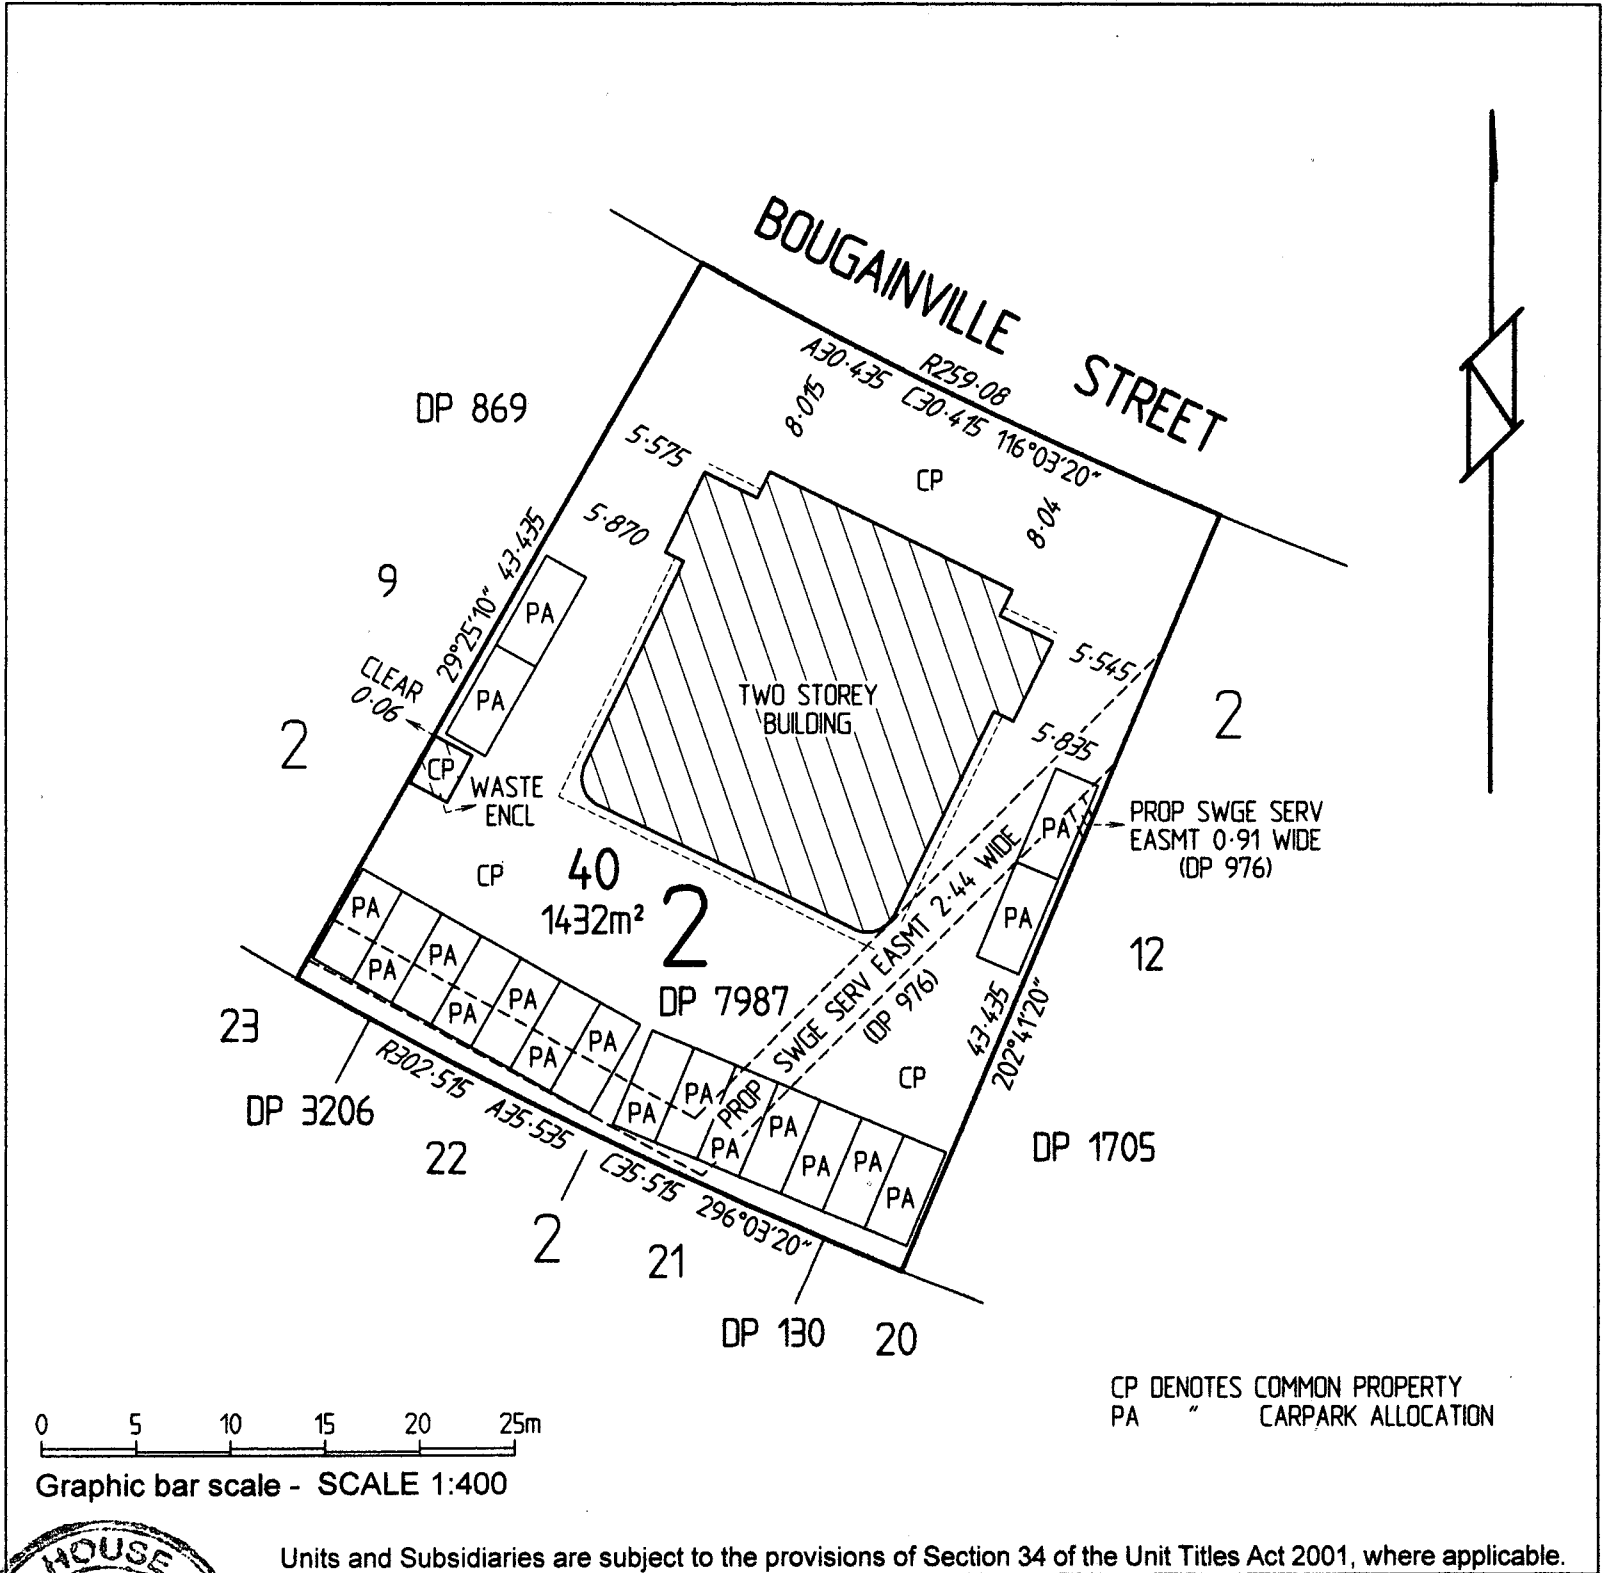 BOUGAINVILLE STREET
A30·435 R259·08
C30·415 116°03'20"
8·015
DP 869
5·575
CP
8·04
5·870
29°25'10" 43·435
9
PA
CLEAR
0·06
PA
TWO STOREY
BUILDING
5·545
2
5·835
2
CP
WASTE
ENCL
PA
PROP SWGE SERV
EASMT 0·91 WIDE
(DP 976)
CP
40
1432m²
2
DP 7987
PROP SWGE SERV EASMT 2·44 WIDE
(DP 976)
PA
12
PA
PA
PA
PA
PA
PA
PA
PA
43·435
202°41'20"
23
CP
PA
PA
PA
PA
PA
PA
PA
DP 3206
R302·515 A35·535 C35·515 296°03'20"
DP 1705
22
2
21
DP 130
20
CP DENOTES COMMON PROPERTY
PA " CARPARK ALLOCATION
0 5 10 15 20 25m
Graphic bar scale - SCALE 1:400
HOUSE
Units and Subsidiaries are subject to the provisions of Section 34 of the Unit Titles Act 2001, where applicable.